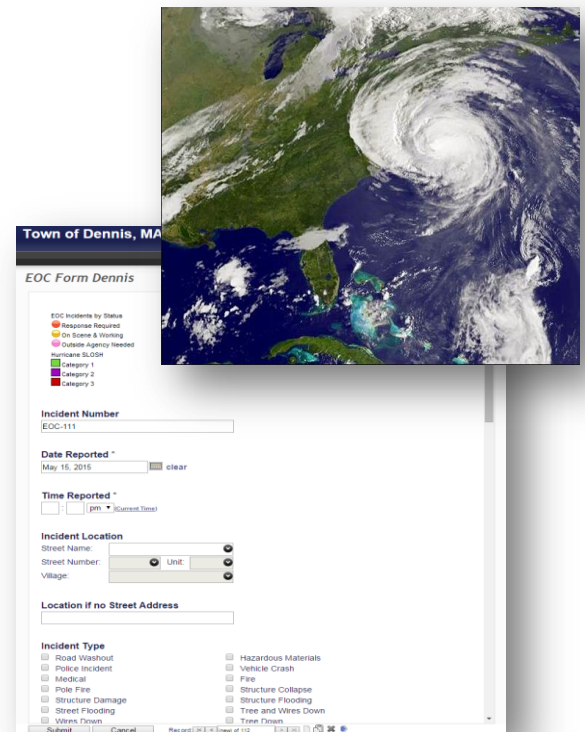 Town of Dennis, MA
EOC Form Dennis
EOC Incidents by Status
Response Required
On Scene & Working
Outside Agency Needed
Hurricane SLOSH
Category 1
Category 2
Category 3
Incident Number
EOC-111
Date Reported *
May 15, 2015 clear
Time Reported *
: pm (Current Time)
Incident Location
Street Name:
Street Number: Unit:
Village:
Location if no Street Address
Incident Type
Road Washout Hazardous Materials
Police Incident Vehicle Crash
Medical Fire
Pole Fire Structure Collapse
Structure Damage Structure Flooding
Street Flooding Tree and Wires Down
Wires Down Tree Down
Submit Cancel Record (new) of 112